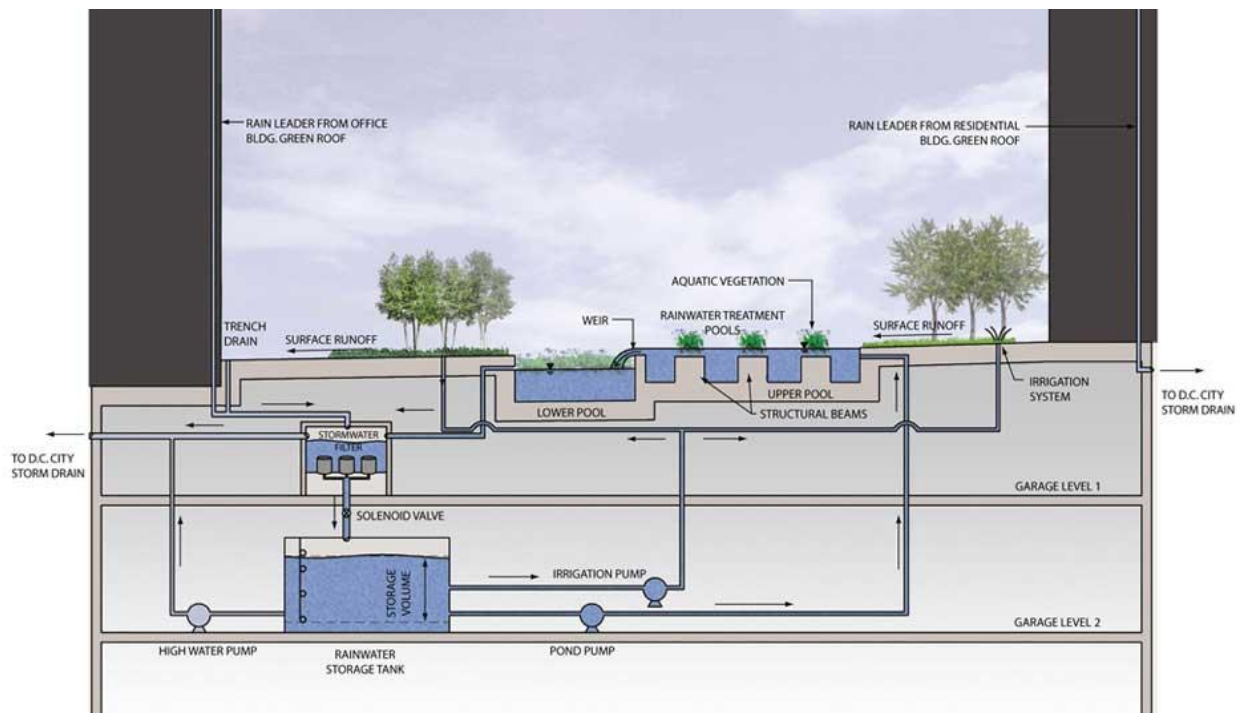 RAIN LEADER FROM OFFICE
BLDG. GREEN ROOF
RAIN LEADER FROM RESIDENTIAL
BLDG. GREEN ROOF
AQUATIC VEGETATION
TRENCH
DRAIN
SURFACE RUNOFF
WEIR
RAINWATER TREATMENT
POOLS
SURFACE RUNOFF
IRRIGATION
SYSTEM
LOWER POOL
UPPER POOL
STRUCTURAL BEAMS
TO D.C. CITY
STORM DRAIN
STORMWATER
FILTER
TO D.C. CITY
STORM DRAIN
GARAGE LEVEL 1
SOLENOID VALVE
STORAGE
VOLUME
IRRIGATION PUMP
GARAGE LEVEL 2
HIGH WATER PUMP
RAINWATER
STORAGE TANK
POND PUMP